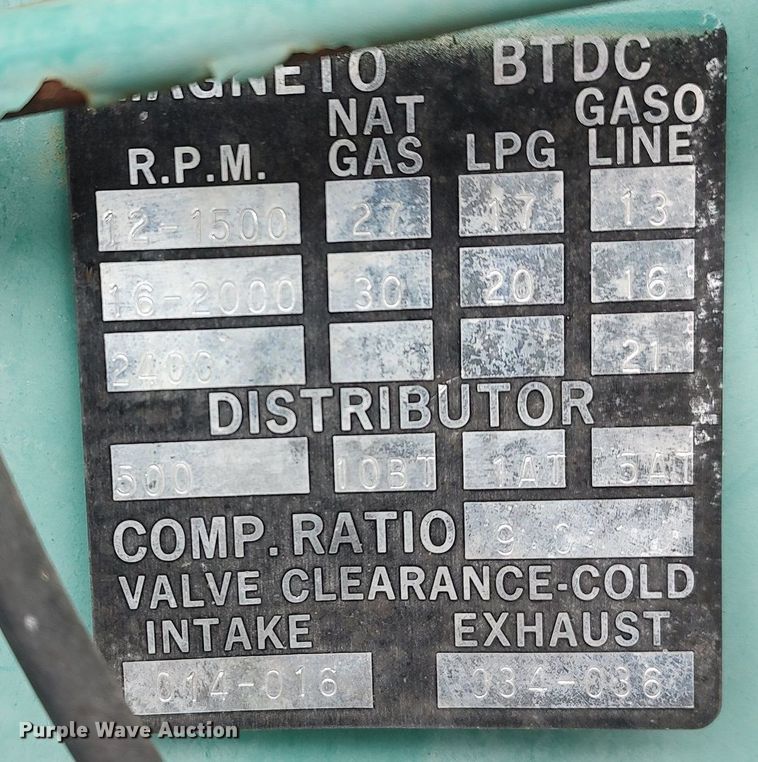 MAGNETO BTDC
R.P.M. NAT GAS LPG GASO LINE
12-1500 27 17 13
16-2000 30 20 16
2400 21
DISTRIBUTOR
500 10BT 1AT 5AT
COMP. RATIO
VALVE CLEARANCE-COLD
INTAKE EXHAUST
014-016 034-036
Purple Wave Auction